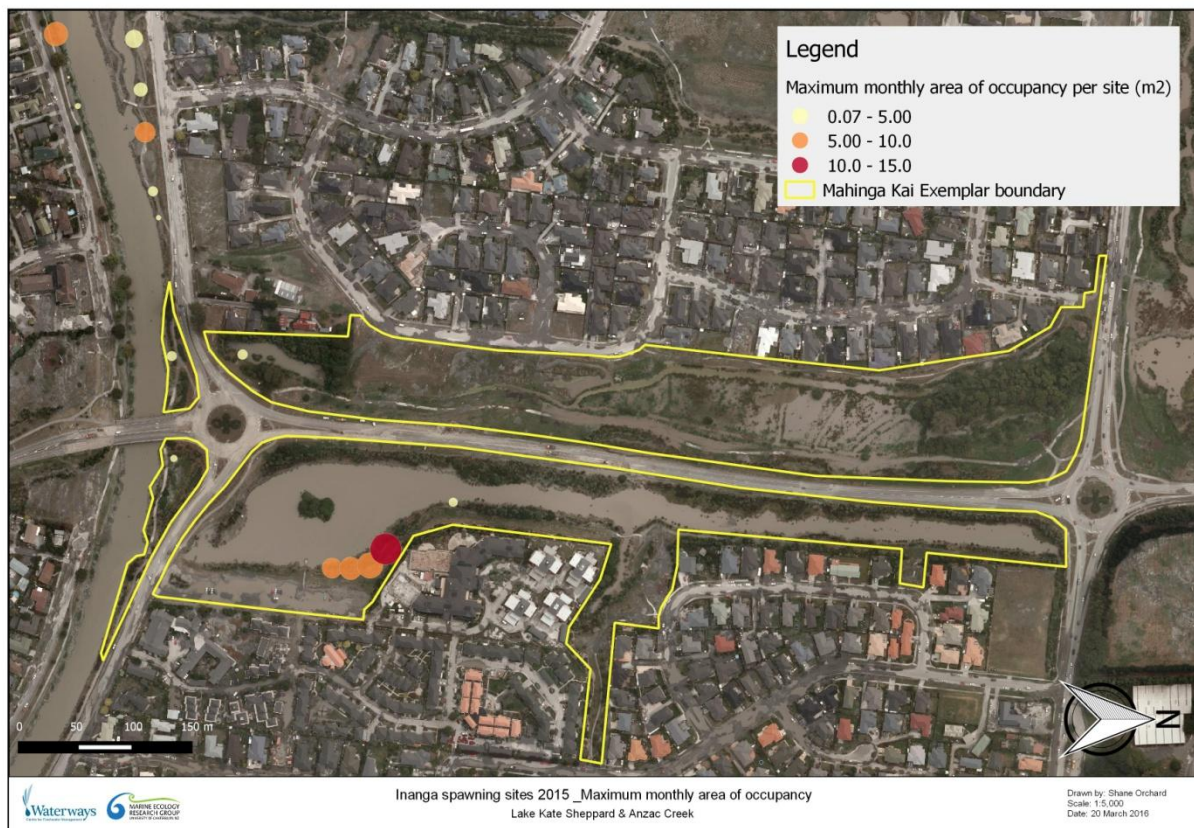 Legend
Maximum monthly area of occupancy per site (m2)
0.07 - 5.00
5.00 - 10.0
10.0 - 15.0
Mahinga Kai Exemplar boundary
0 50 100 150 m
N
Waterways
MARINE ECOLOGY
RESEARCH GROUP
Inanga spawning sites 2015 _Maximum monthly area of occupancy
Lake Kate Sheppard & Anzac Creek
Drawn by: Shane Orchard
Scale: 1:5,000
Date: 20 March 2016